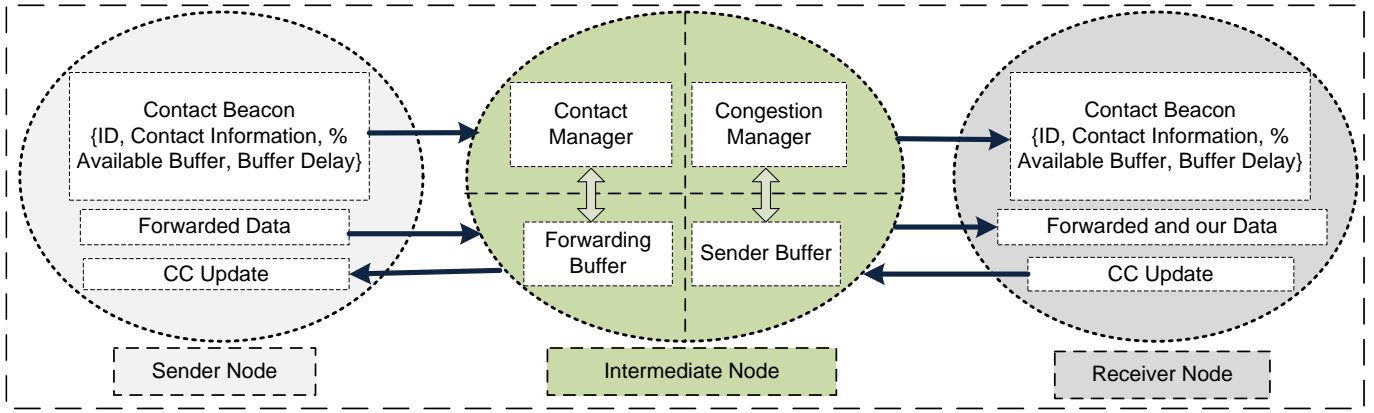 Contact Beacon
{ID, Contact Information, %
Available Buffer, Buffer Delay}
Forwarded Data
CC Update
Sender Node
Contact
Manager
Congestion
Manager
Forwarding
Buffer
Sender Buffer
Intermediate Node
Contact Beacon
{ID, Contact Information, %
Available Buffer, Buffer Delay}
Forwarded and our Data
CC Update
Receiver Node